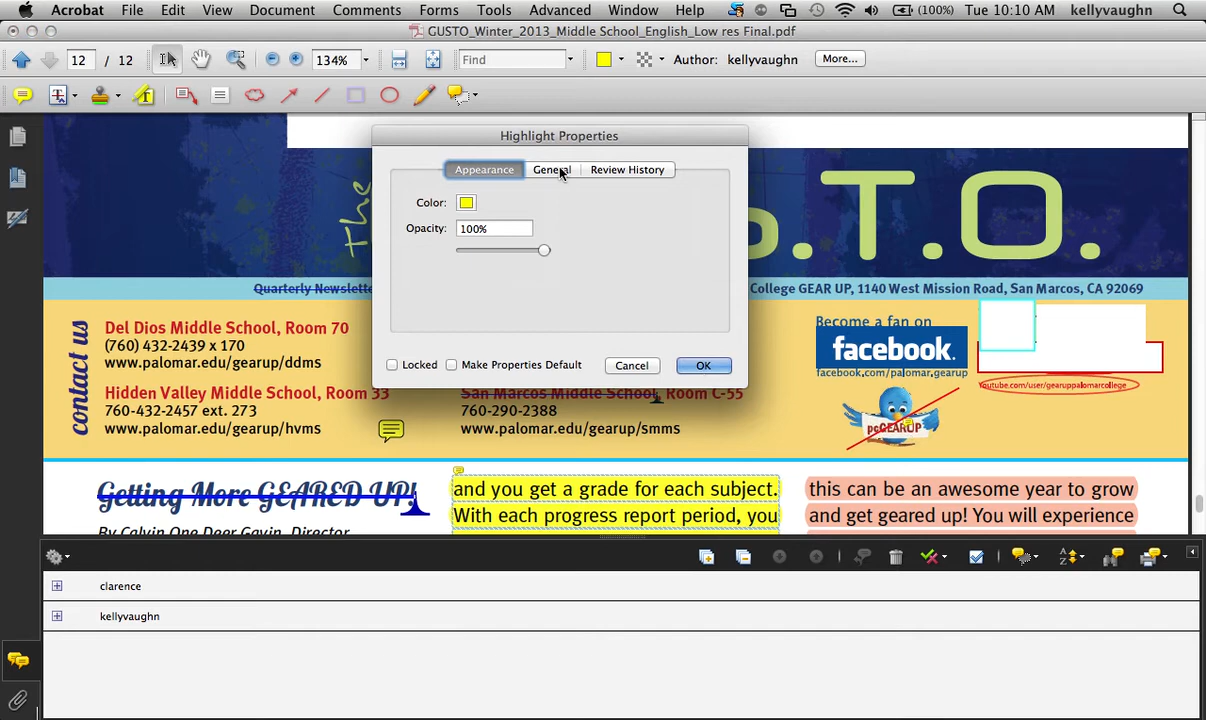 Acrobat File Edit View Document Comments Forms Tools Advanced Window Help (100%) Tue 10:10 AM kellyvaughn
GUSTO_Winter_2013_Middle School_English_Low res Final.pdf
12 / 12 134% Find Author: kellyvaughn More...
Highlight Properties
Appearance General Review History
Color:
Opacity: 100%
Locked Make Properties Default Cancel OK
The
.T.O.
Quarterly Newslette
College GEAR UP, 1140 West Mission Road, San Marcos, CA 92069
contact us
Del Dios Middle School, Room 70
(760) 432-2439 x 170
www.palomar.edu/gearup/ddms
Hidden Valley Middle School, Room 33
760-432-2457 ext. 273
www.palomar.edu/gearup/hvms
San Marcos Middle School, Room C-55
760-290-2388
www.palomar.edu/gearup/smms
Become a fan on
facebook.
facebook.com/palomar.gearup
Youtube.com/user/gearuppalomarcollege
pcGEARUP
Getting More GEARED UP!
By Calvin One Deer Gavin, Director
and you get a grade for each subject.
With each progress report period, you
this can be an awesome year to grow
and get geared up! You will experience
clarence
kellyvaughn